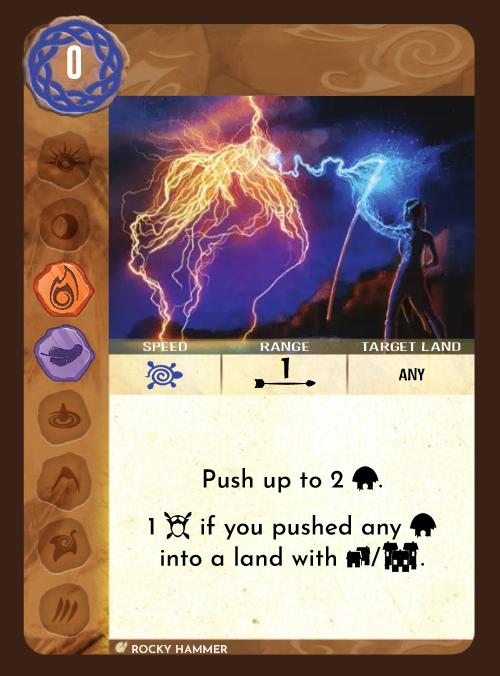 0
SPEED RANGE TARGET LAND
1 ANY
Push up to 2 .
1 if you pushed any
into a land with / .
ROCKY HAMMER